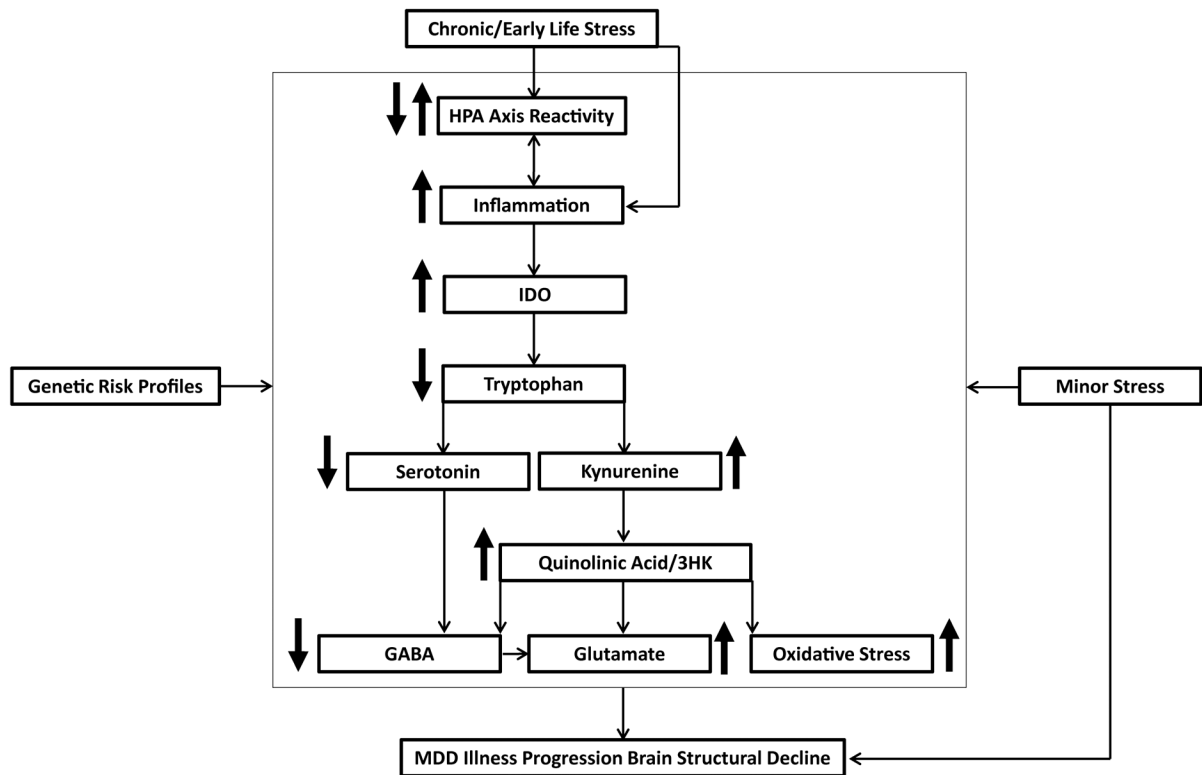 Chronic/Early Life Stress
HPA Axis Reactivity
Inflammation
IDO
Tryptophan
Genetic Risk Profiles
Minor Stress
Serotonin
Kynurenine
Quinolinic Acid/3HK
GABA
Glutamate
Oxidative Stress
MDD Illness Progression Brain Structural Decline